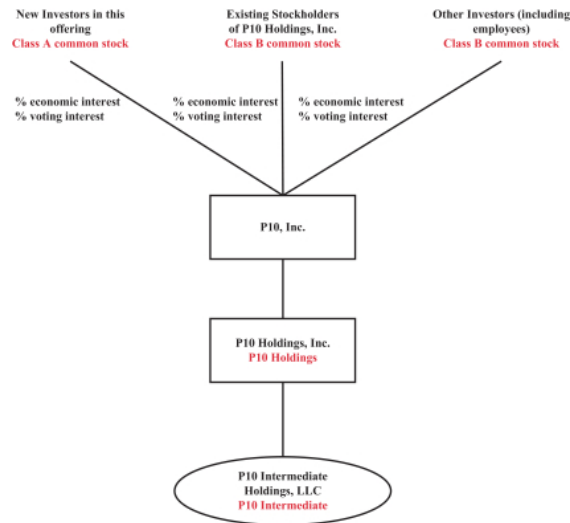 New Investors in this
offering
Class A common stock
Existing Stockholders
of P10 Holdings, Inc.
Class B common stock
Other Investors (including
employees)
Class B common stock
% economic interest
% voting interest
% economic interest
% voting interest
% economic interest
% voting interest
P10, Inc.
P10 Holdings, Inc.
P10 Holdings
P10 Intermediate
Holdings, LLC
P10 Intermediate